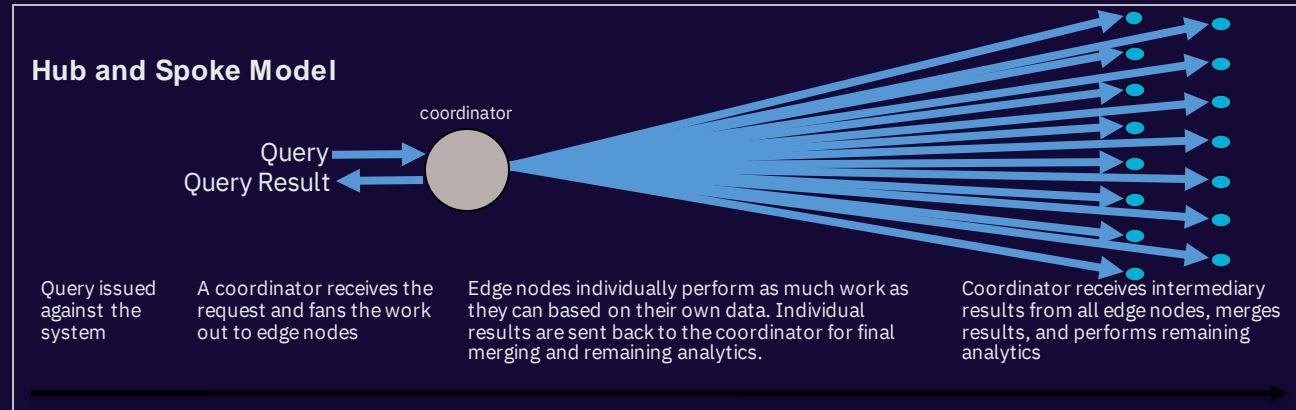 Hub and Spoke Model
coordinator
Query
Query Result
Query issued
against the
system
A coordinator receives the
request and fans the work
out to edge nodes
Edge nodes individually perform as much work as
they can based on their own data. Individual
results are sent back to the coordinator for final
merging and remaining analytics.
Coordinator receives intermediary
results from all edge nodes, merges
results, and performs remaining
analytics